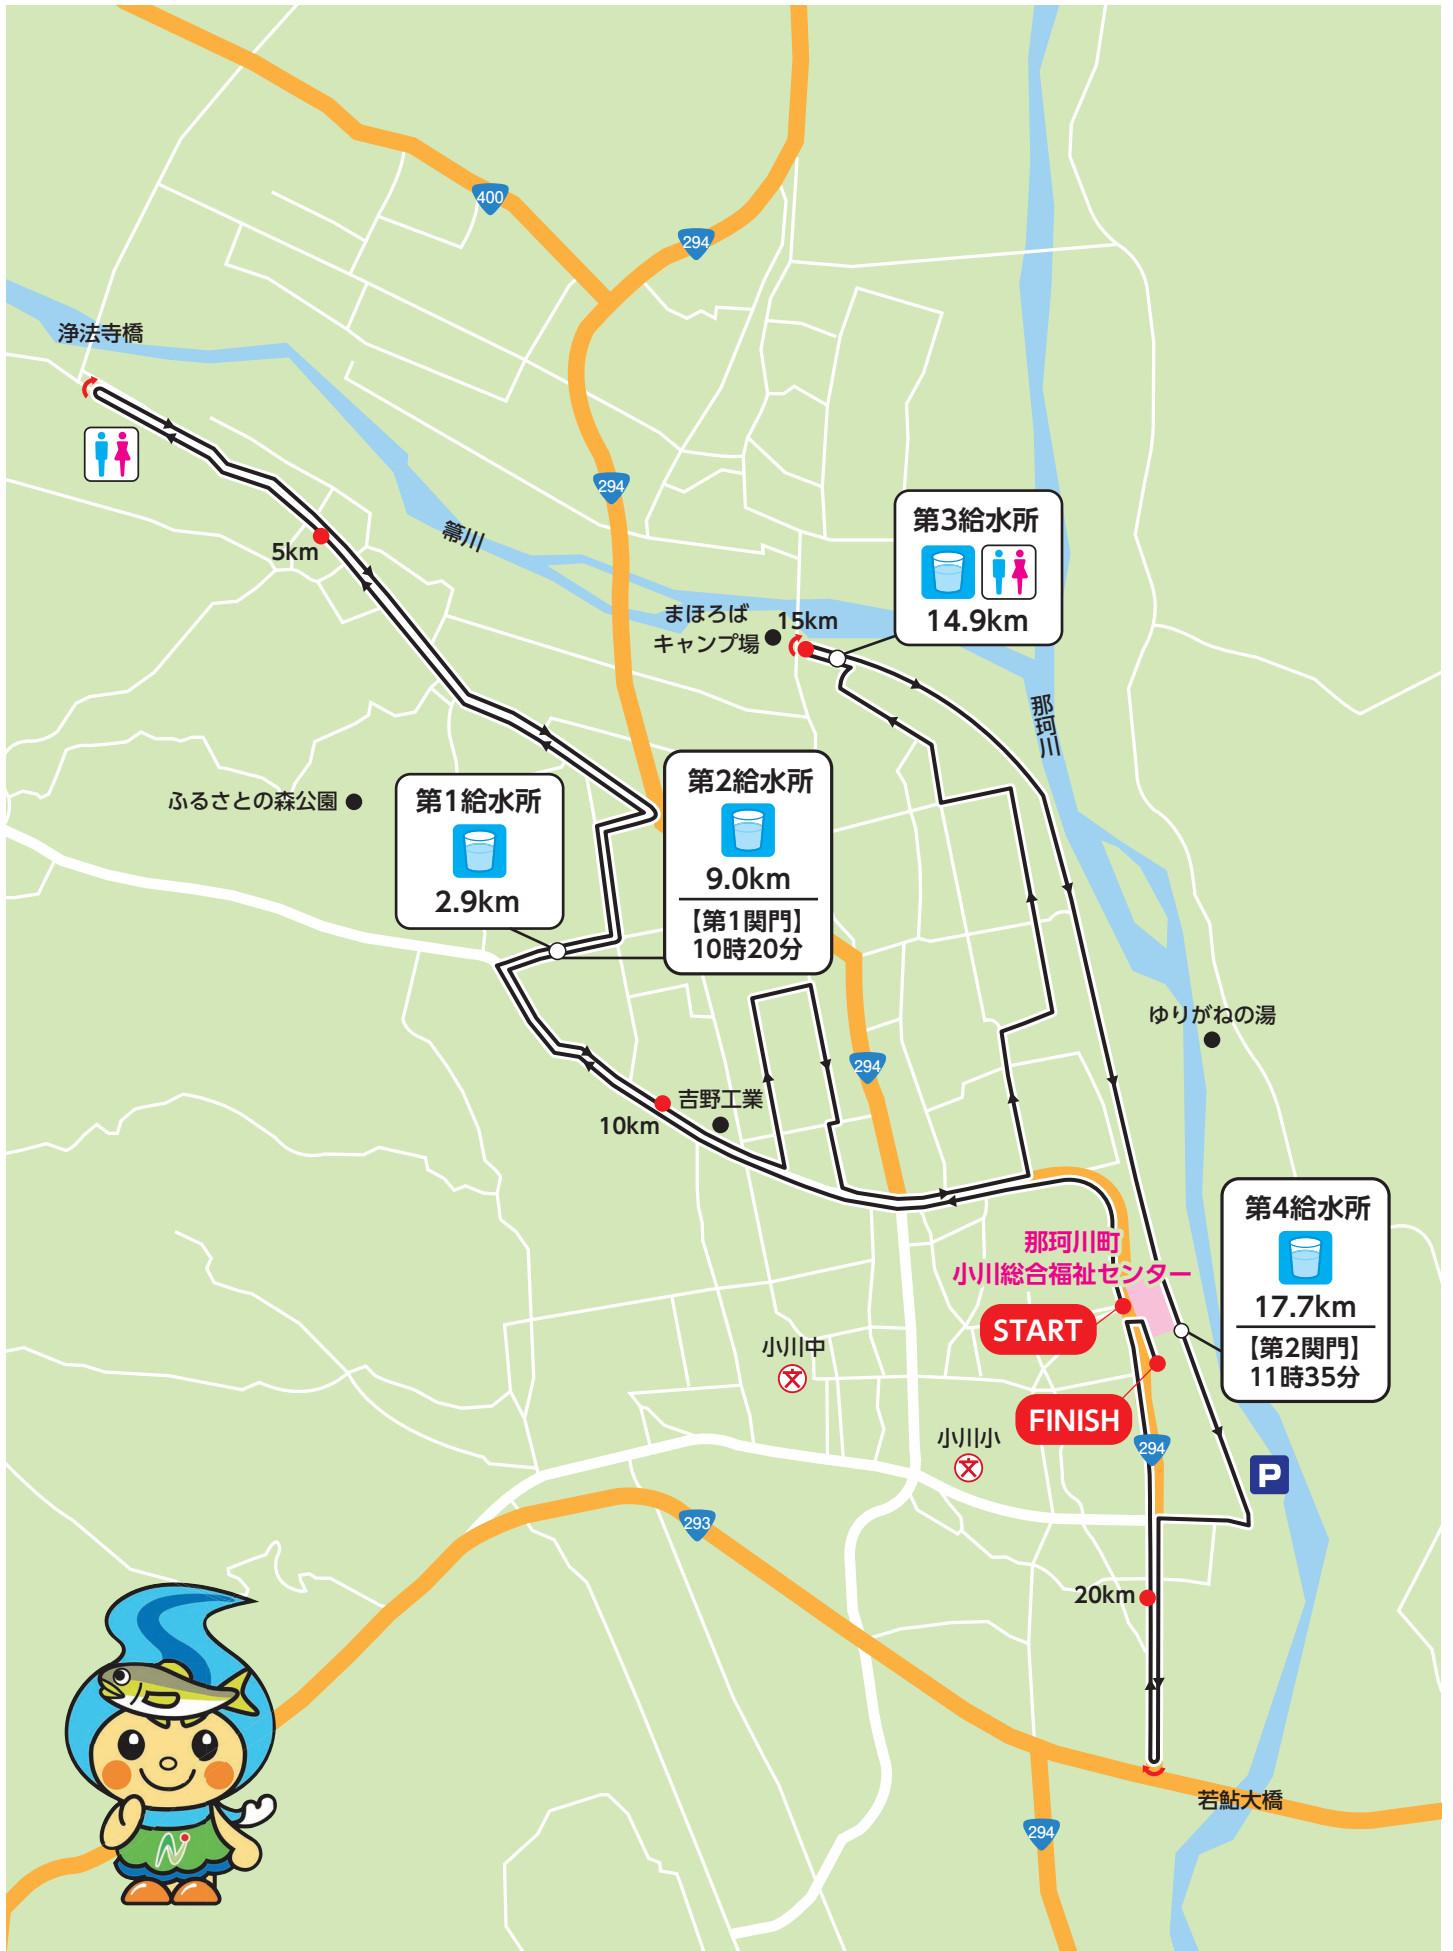 400
294
浄法寺橋
294
5km
箒川
第3給水所
14.9km
まほろば
キャンプ場
15km
那珂川
ふるさとの森公園
第1給水所
2.9km
第2給水所
9.0km
【第1関門】
10時20分
ゆりがねの湯
294
吉野工業
10km
第4給水所
17.7km
【第2関門】
11時35分
那珂川町
小川総合福祉センター
START
小川中
文
FINISH
小川小
文
294
P
293
20km
若鮎大橋
294
N